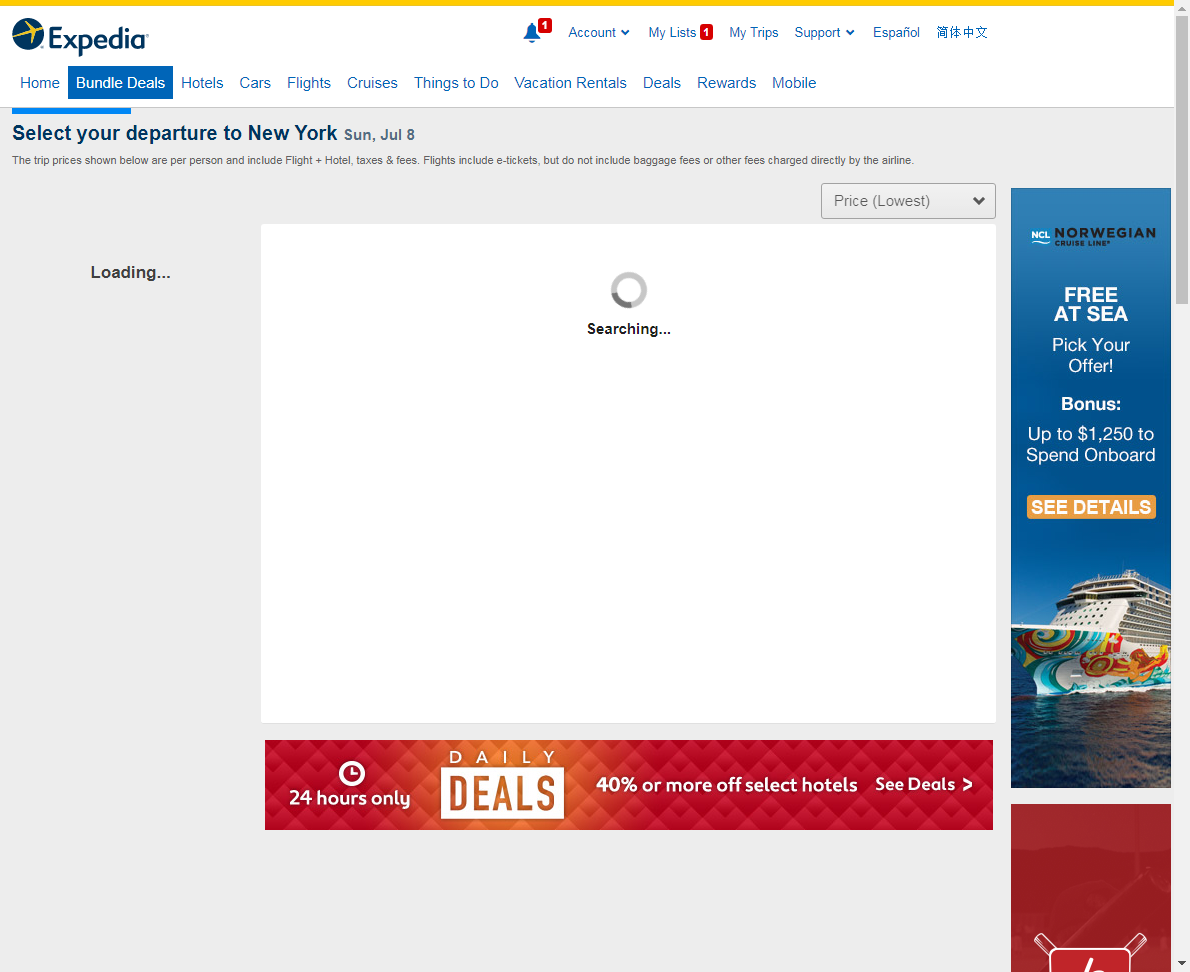 Expedia
1
Account
My Lists 1
My Trips
Support
Español
简体中文
Home
Bundle Deals
Hotels
Cars
Flights
Cruises
Things to Do
Vacation Rentals
Deals
Rewards
Mobile
Select your departure to New York Sun, Jul 8
The trip prices shown below are per person and include Flight + Hotel, taxes & fees. Flights include e-tickets, but do not include baggage fees or other fees charged directly by the airline.
Price (Lowest)
Loading...
Searching...
NCL NORWEGIAN
CRUISE LINE®
FREE
AT SEA
Pick Your
Offer!
Bonus:
Up to $1,250 to
Spend Onboard
SEE DETAILS
24 hours only
DAILY
DEALS
40% or more off select hotels
See Deals >